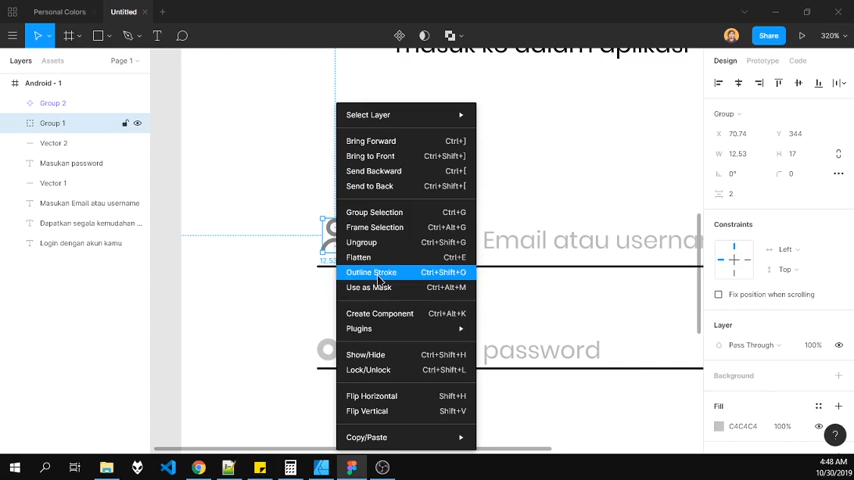 Personal Colors
Untitled
Share
320%
Layers
Assets
Page 1
Design
Prototype
Code
masuk ke dalam aplikasi
Android - 1
Group 2
Group 1
Vector 2
Masukan password
Vector 1
Masukan Email atau username
Dapatkan segala kemudahan ...
Login dengan akun kamu
Select Layer
Bring Forward Ctrl+]
Bring to Front Ctrl+Shift+]
Send Backward Ctrl+[
Send to Back Ctrl+Shift+[
Group Selection Ctrl+G
Frame Selection Ctrl+Alt+G
Ungroup Ctrl+Shift+G
Flatten Ctrl+E
Outline Stroke Ctrl+Shift+O
Use as Mask Ctrl+Alt+M
Create Component Ctrl+Alt+K
Plugins
Show/Hide Ctrl+Shift+H
Lock/Unlock Ctrl+Shift+L
Flip Horizontal Shift+H
Flip Vertical Shift+V
Copy/Paste
12.53
Email atau userna
password
Group
X 70.74 Y 344
W 12.53 H 17
0° 0
2
Constraints
Left
Top
Fix position when scrolling
Layer
Pass Through 100%
Background
Fill
C4C4C4 100%
?
4:48 AM
10/30/2019